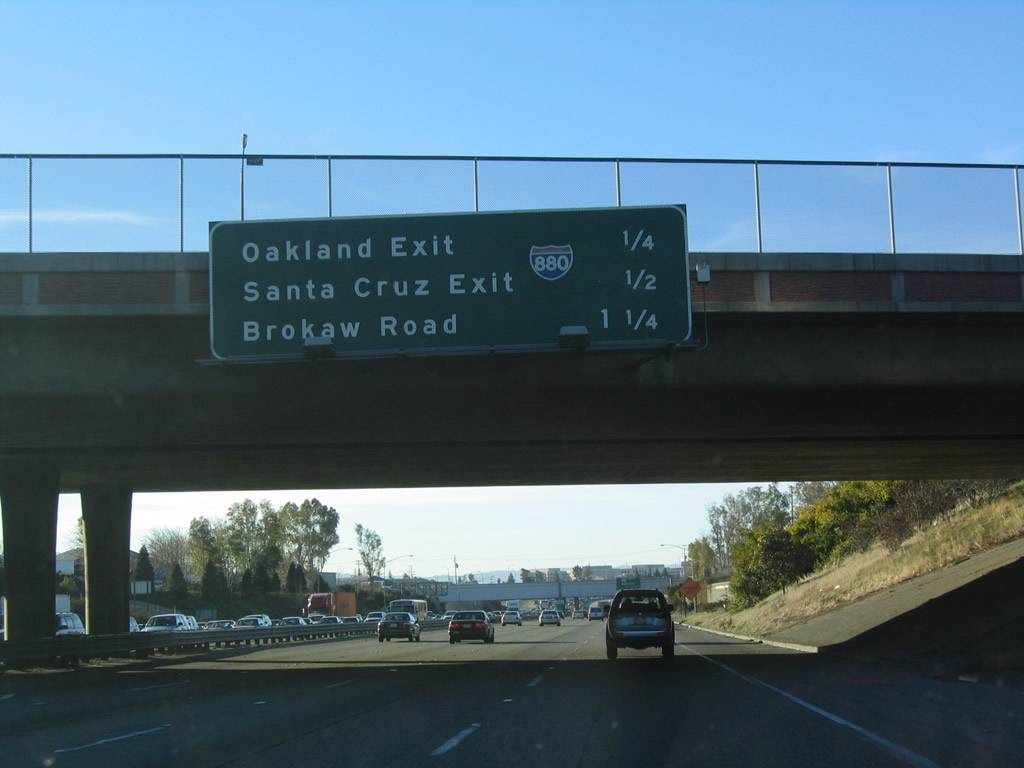 Oakland Exit 880 1/4
Santa Cruz Exit 1/2
Brokaw Road 1 1/4